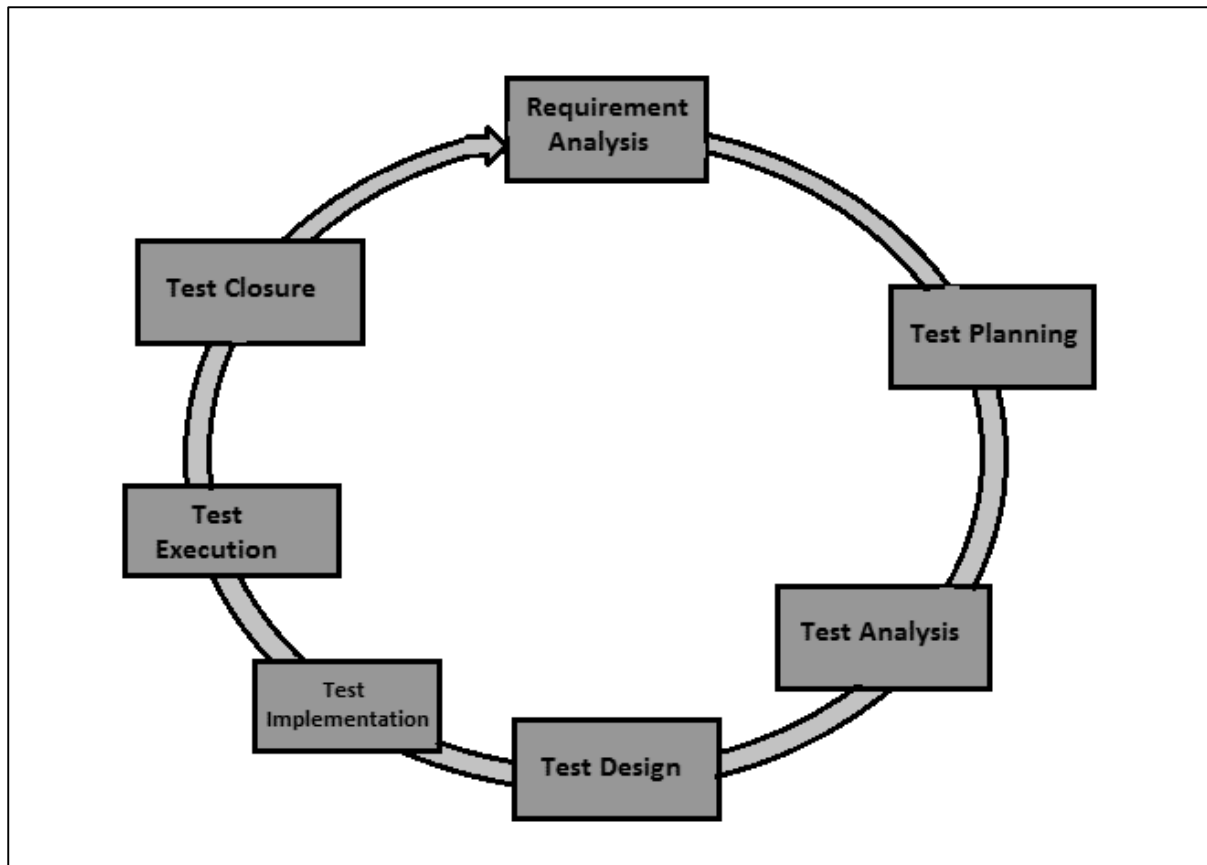 Requirement
Analysis
Test Planning
Test Analysis
Test Design
Test
Implementation
Test
Execution
Test Closure